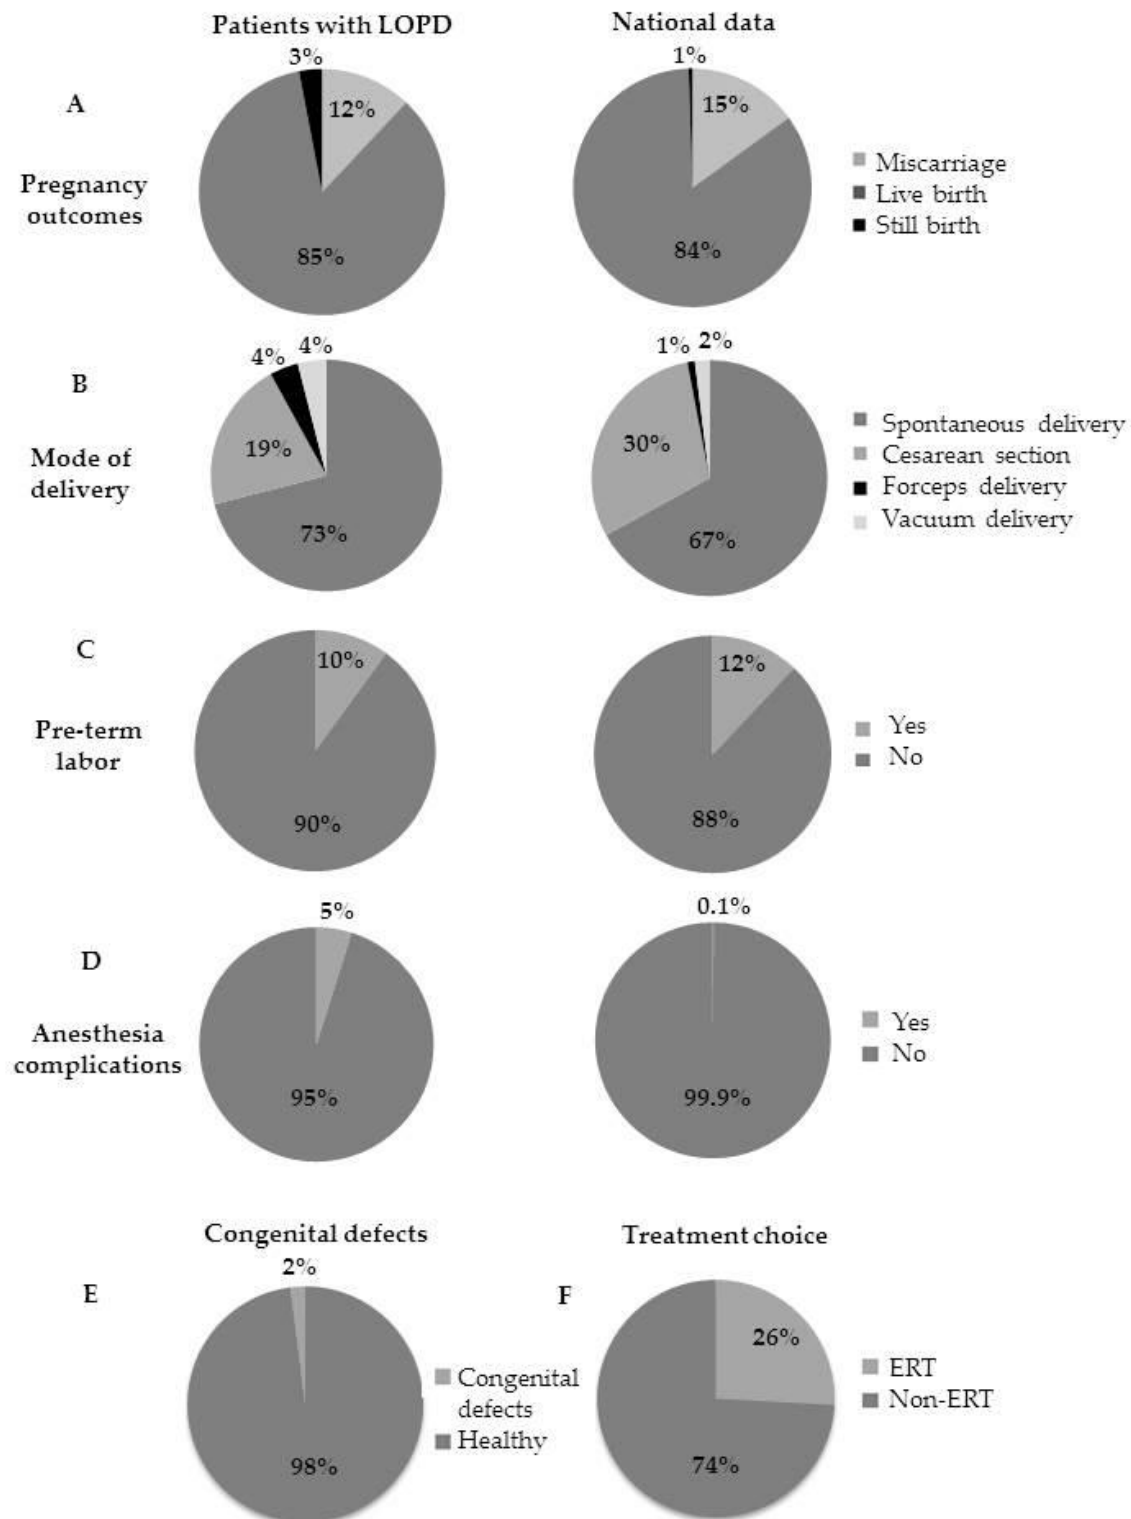 Patients with LOPD
National data
3%
1%
A
12%
15%
Pregnancy
outcomes
Miscarriage
Live birth
Still birth
85%
84%
4%
4%
1%
2%
B
19%
30%
Mode of
delivery
Spontaneous delivery
Cesarean section
Forceps delivery
Vacuum delivery
73%
67%
C
10%
12%
Pre-term
labor
Yes
No
90%
88%
5%
0.1%
D
Anesthesia
complications
Yes
No
95%
99.9%
Congenital defects
Treatment choice
2%
E
F
26%
Congenital
defects
Healthy
ERT
Non-ERT
98%
74%